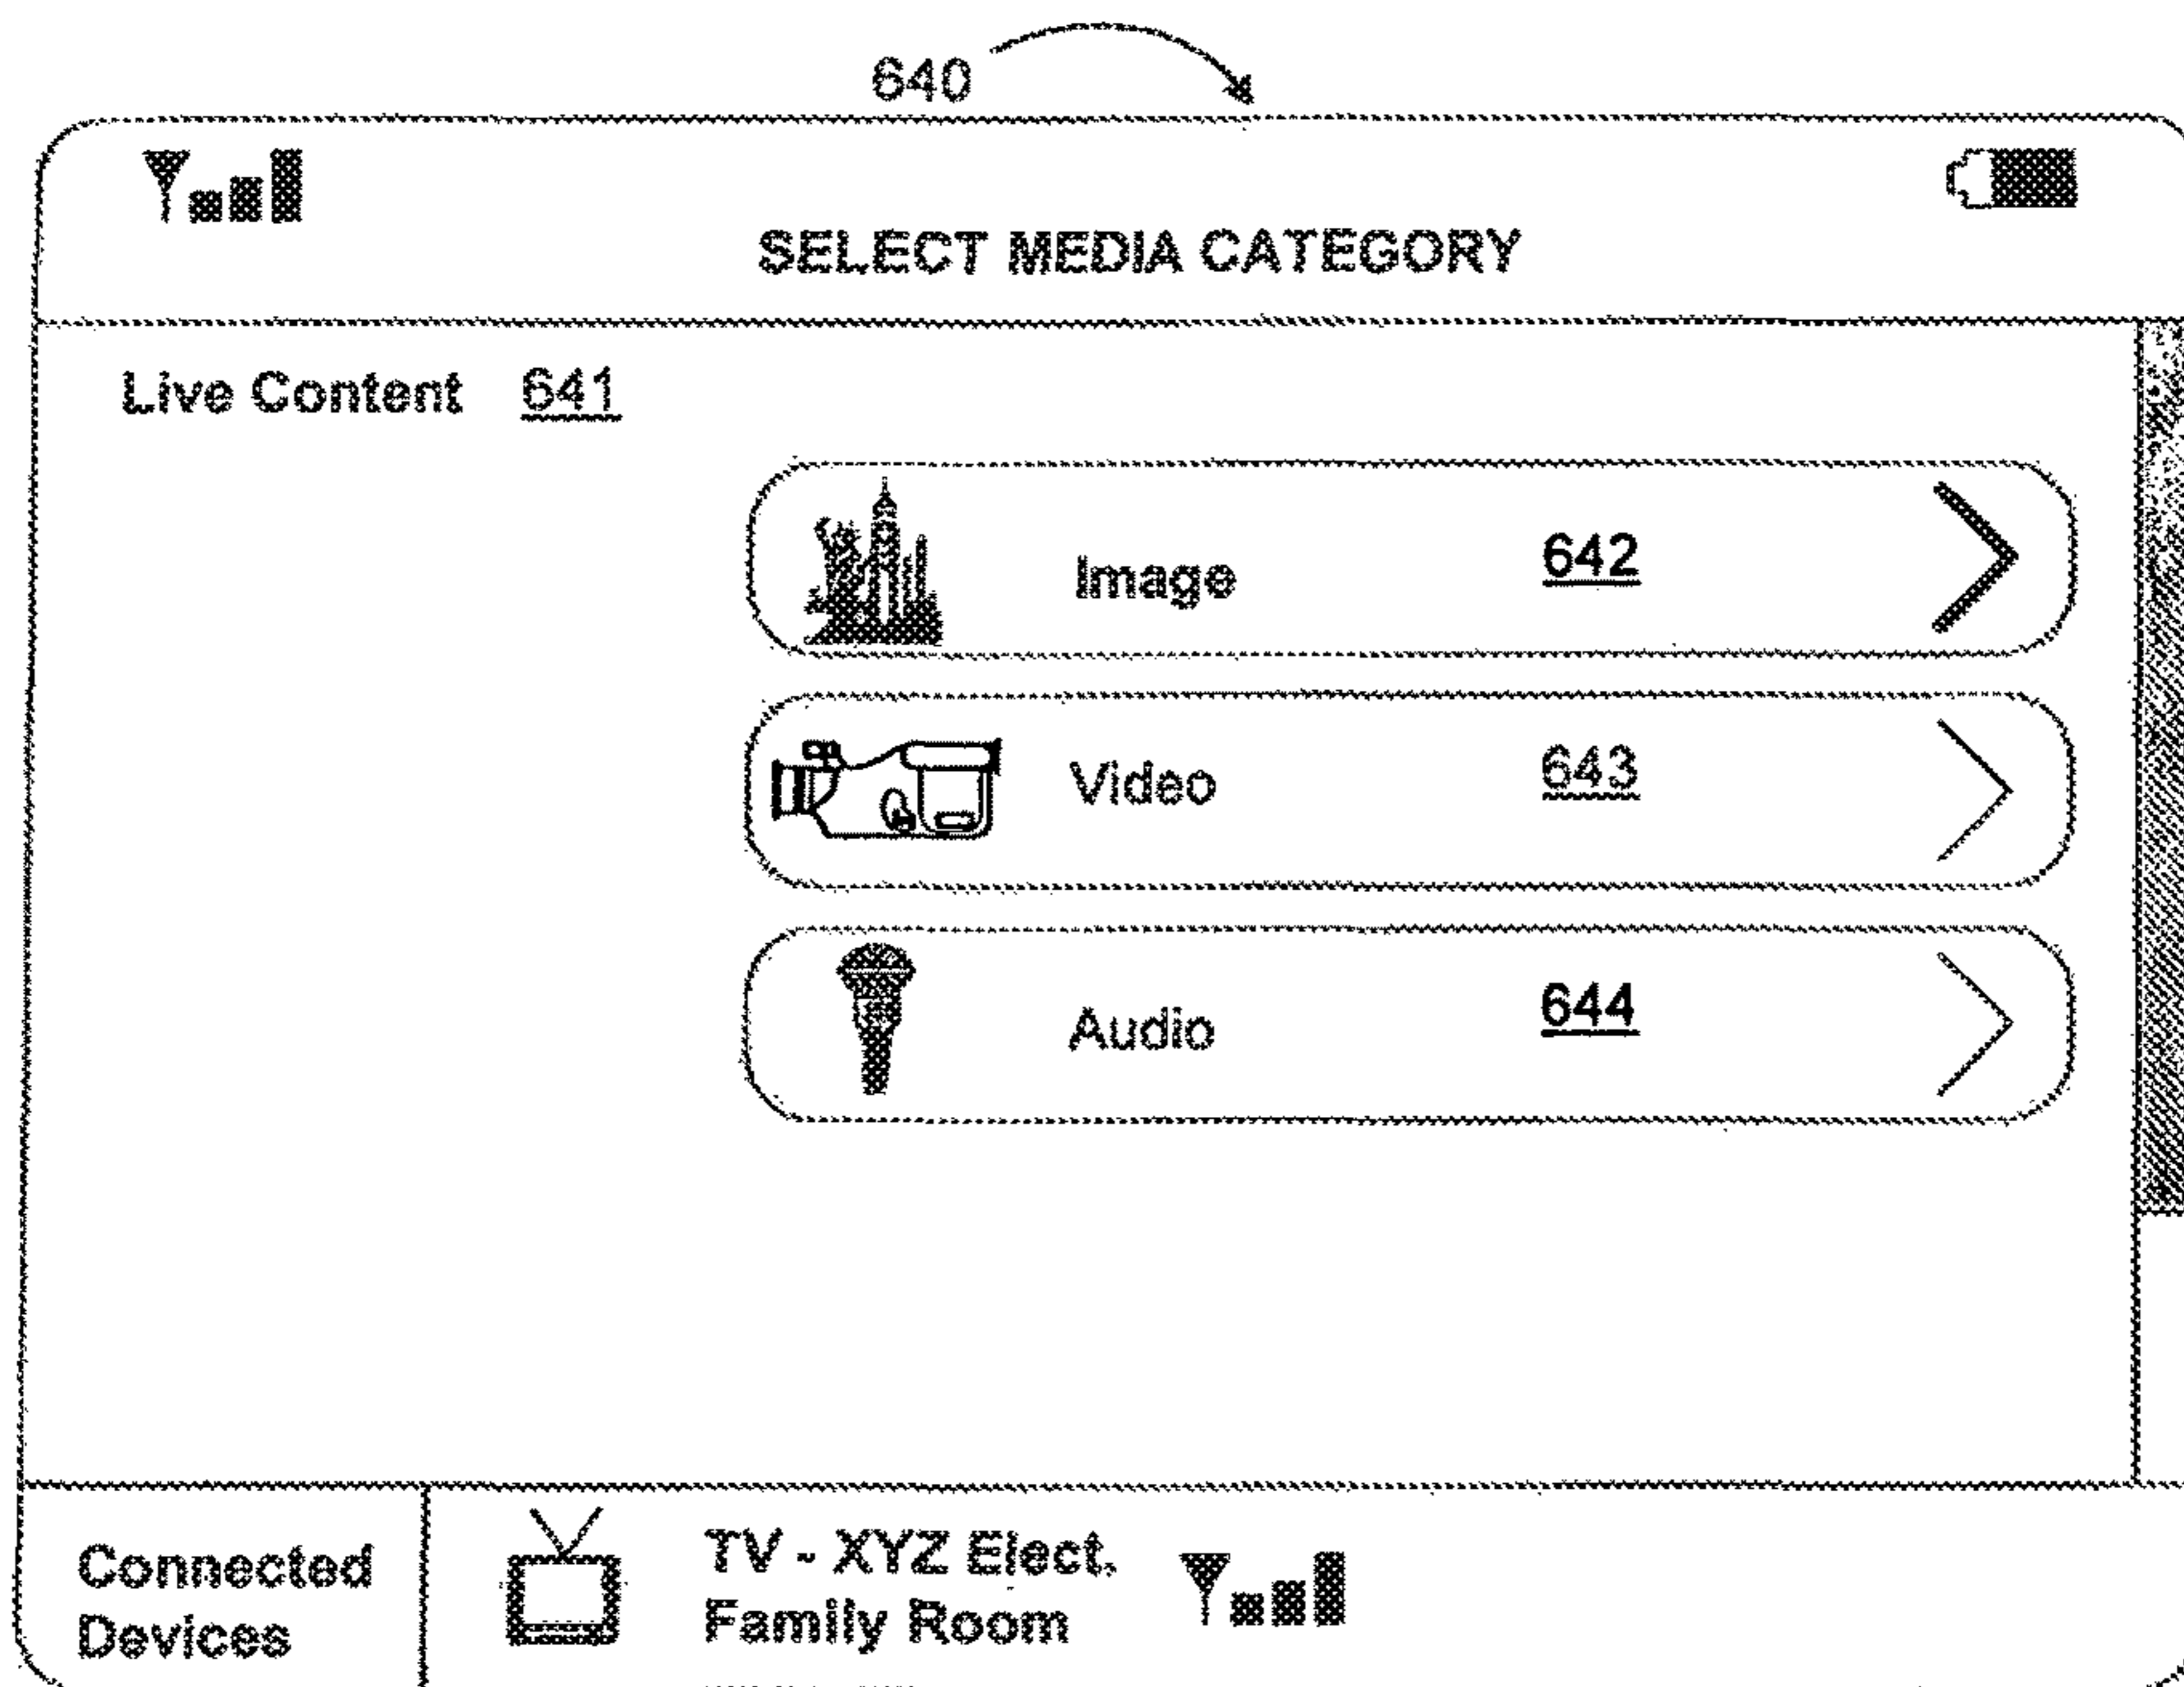 640
SELECT MEDIA CATEGORY
Live Content 641
Image 642
Video 643
Audio 644
Connected
Devices
TV - XYZ Elect.
Family Room